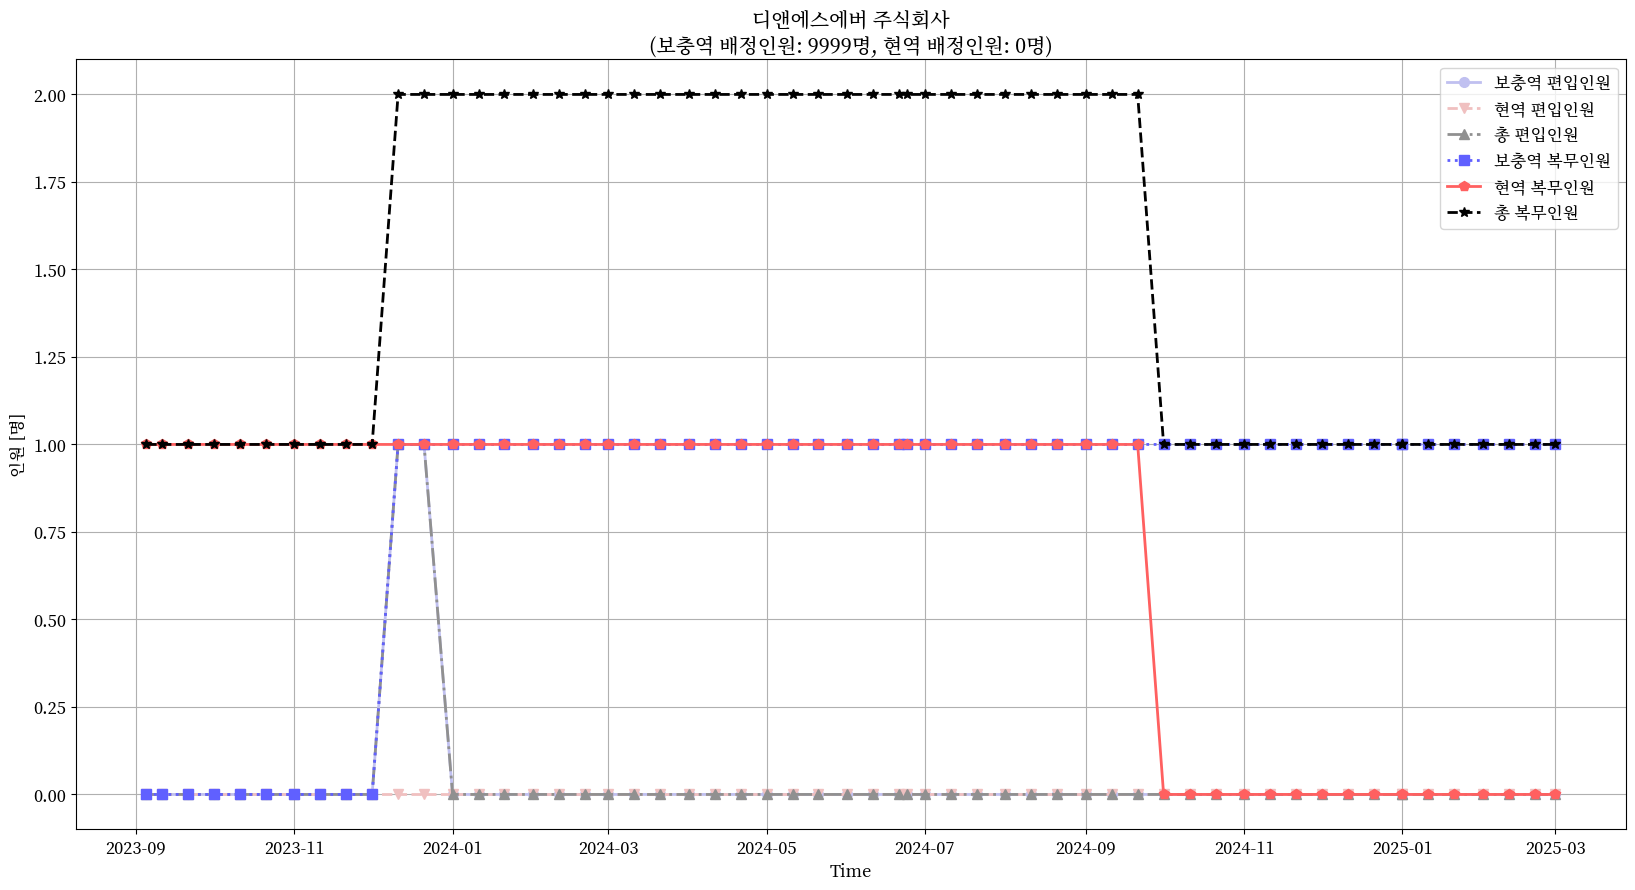 디앤에스에버 주식회사
(보충역 배정인원: 9999명, 현역 배정인원: 0명)
보충역 편입인원
현역 편입인원
총 편입인원
보충역 복무인원
현역 복무인원
총 복무인원
인원 [명]
2.00
1.75
1.50
1.25
1.00
0.75
0.50
0.25
0.00
2023-09 2023-11 2024-01 2024-03 2024-05 2024-07 2024-09 2024-11 2025-01 2025-03
Time